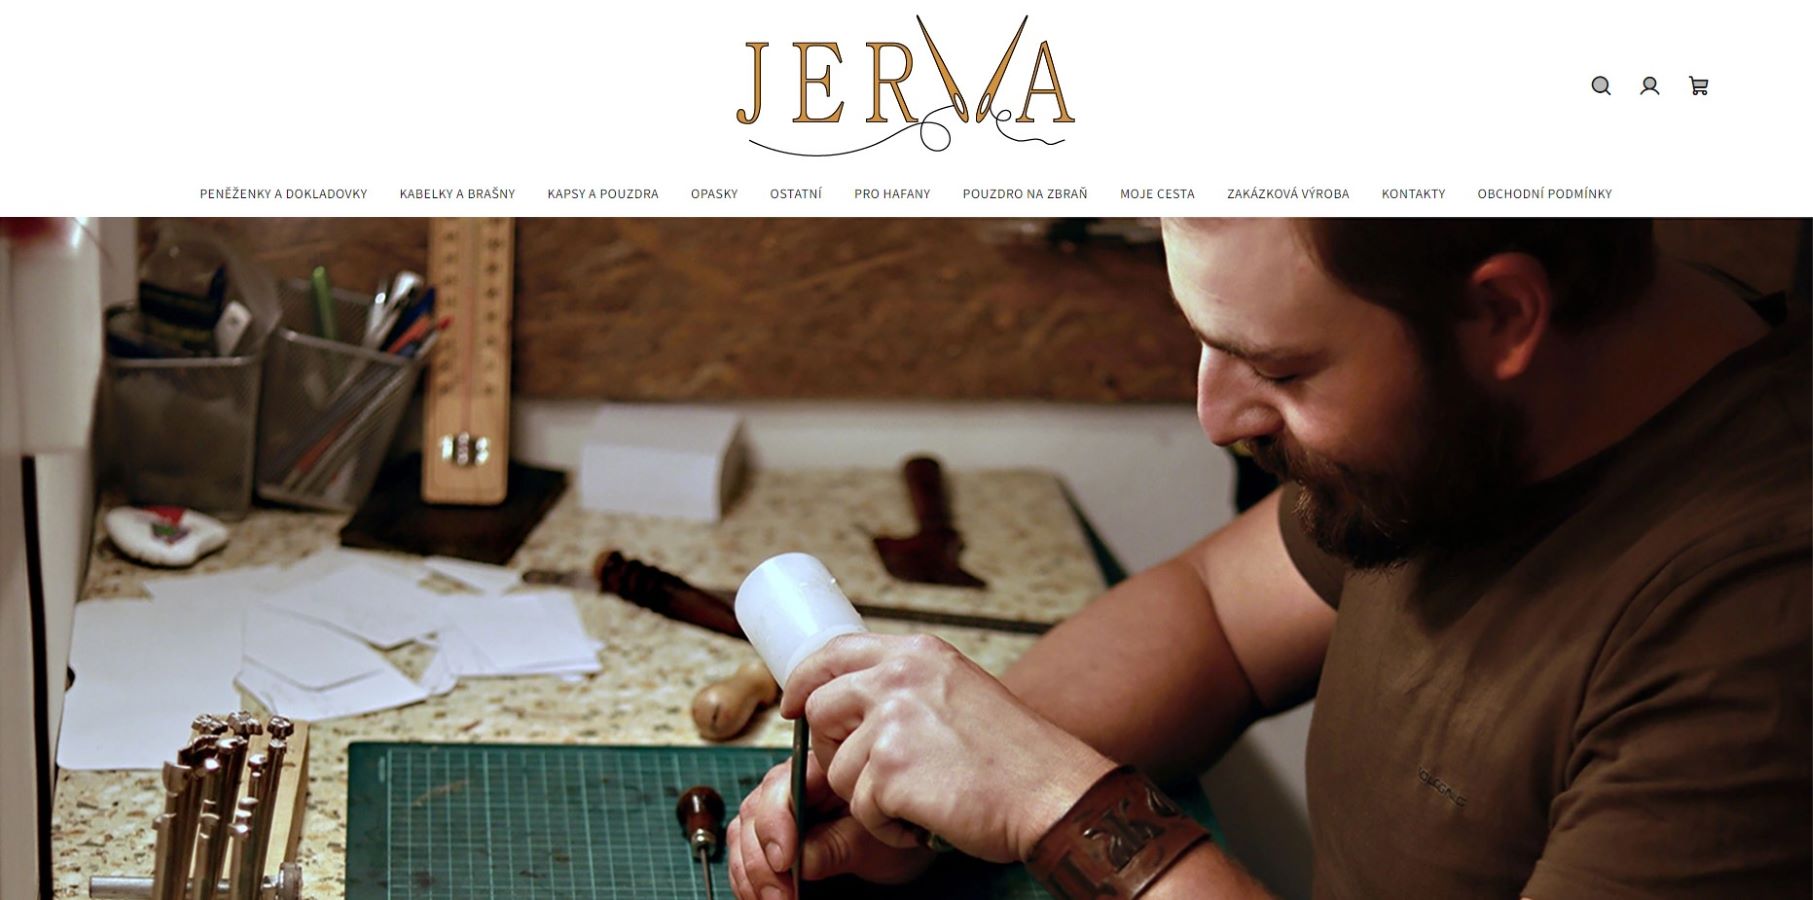 JERVA
PENĚŽENKY A DOKLADOVKY KABELKY A BRAŠNY KAPSY A POUZDRA OPASKY OSTATNÍ PRO HAFANY POUZDRO NA ZBRAŇ MOJE CESTA ZAKÁZKOVÁ VÝROBA KONTAKTY OBCHODNÍ PODMÍNKY